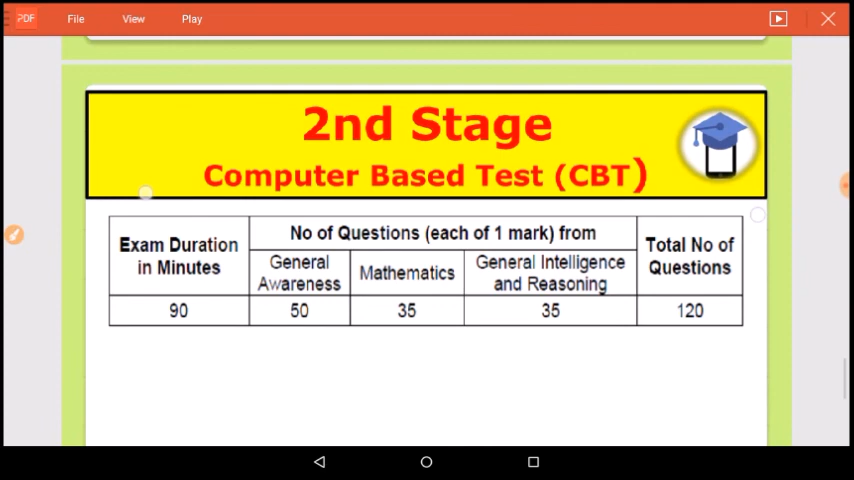 PDF File View Play
2nd Stage
Computer Based Test (CBT)
Exam Duration in Minutes
No of Questions (each of 1 mark) from
Total No of Questions
General Awareness
Mathematics
General Intelligence and Reasoning
90 50 35 35 120